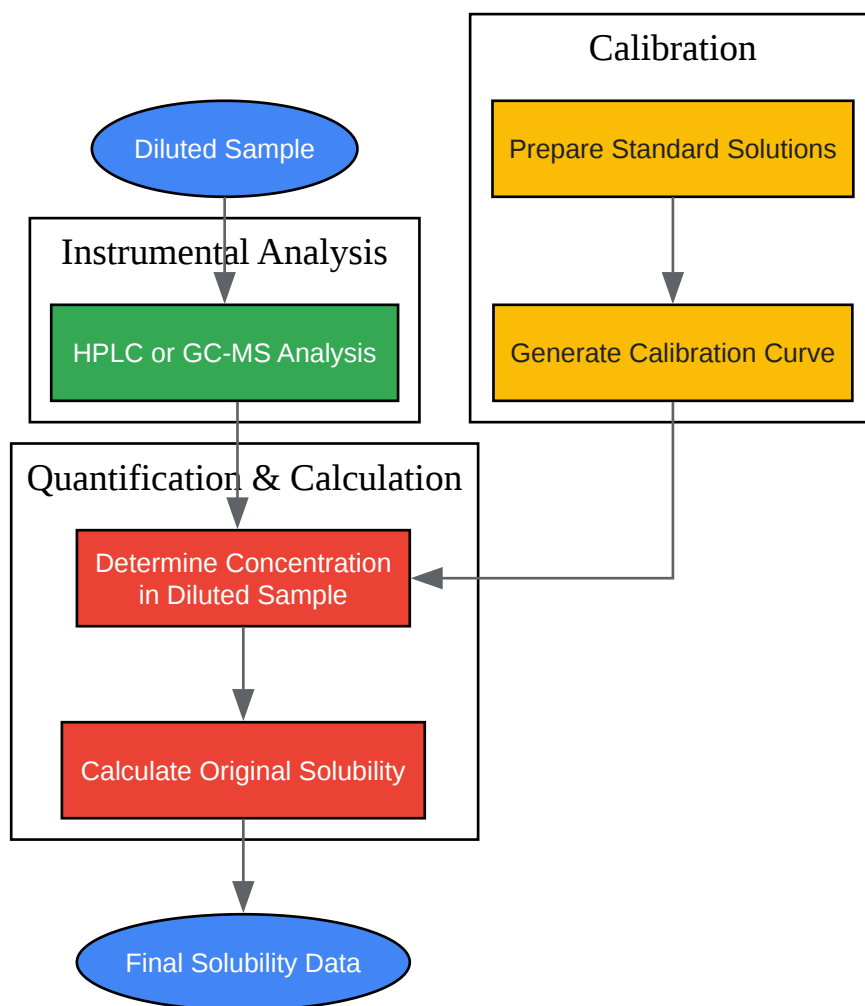 Calibration
Diluted Sample
Prepare Standard Solutions
Instrumental Analysis
HPLC or GC-MS Analysis
Generate Calibration Curve
Quantification & Calculation
Determine Concentration
in Diluted Sample
Calculate Original Solubility
Final Solubility Data